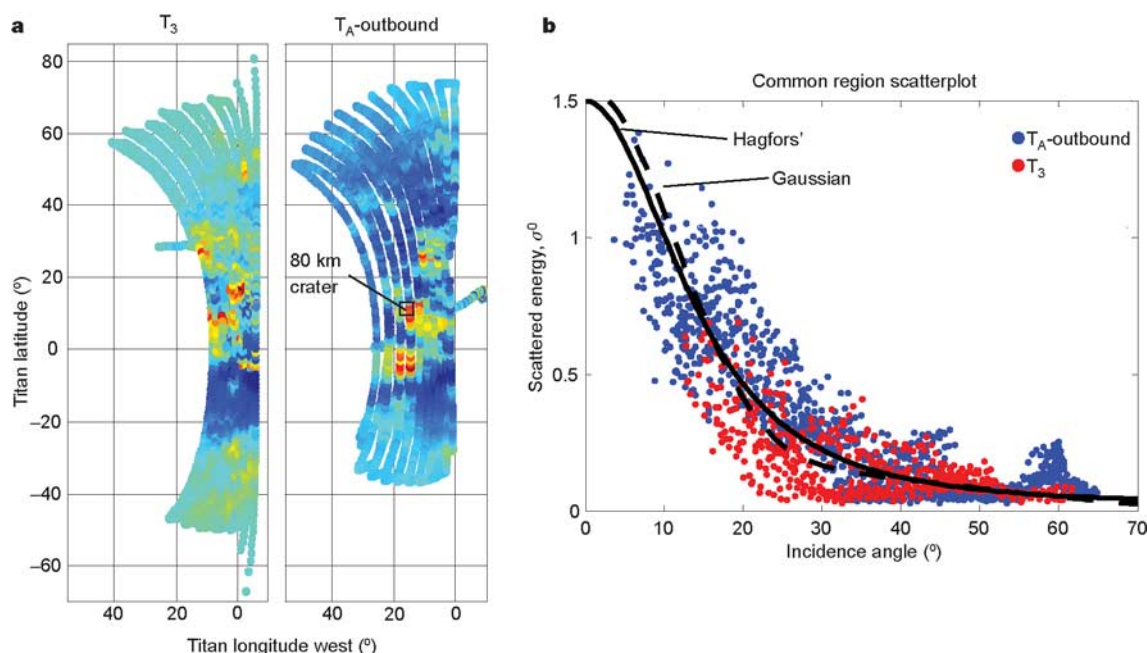 a
T3
TA-outbound
80
60
40
20
0
–20
–40
–60
Titan latitude (º)
80 km
crater
40 20 0
40 20 0
Titan longitude west (º)
b
Common region scatterplot
1.5
1
0.5
0
Scattered energy, σ0
Hagfors'
Gaussian
TA-outbound
T3
0 10 20 30 40 50 60 70
Incidence angle (º)